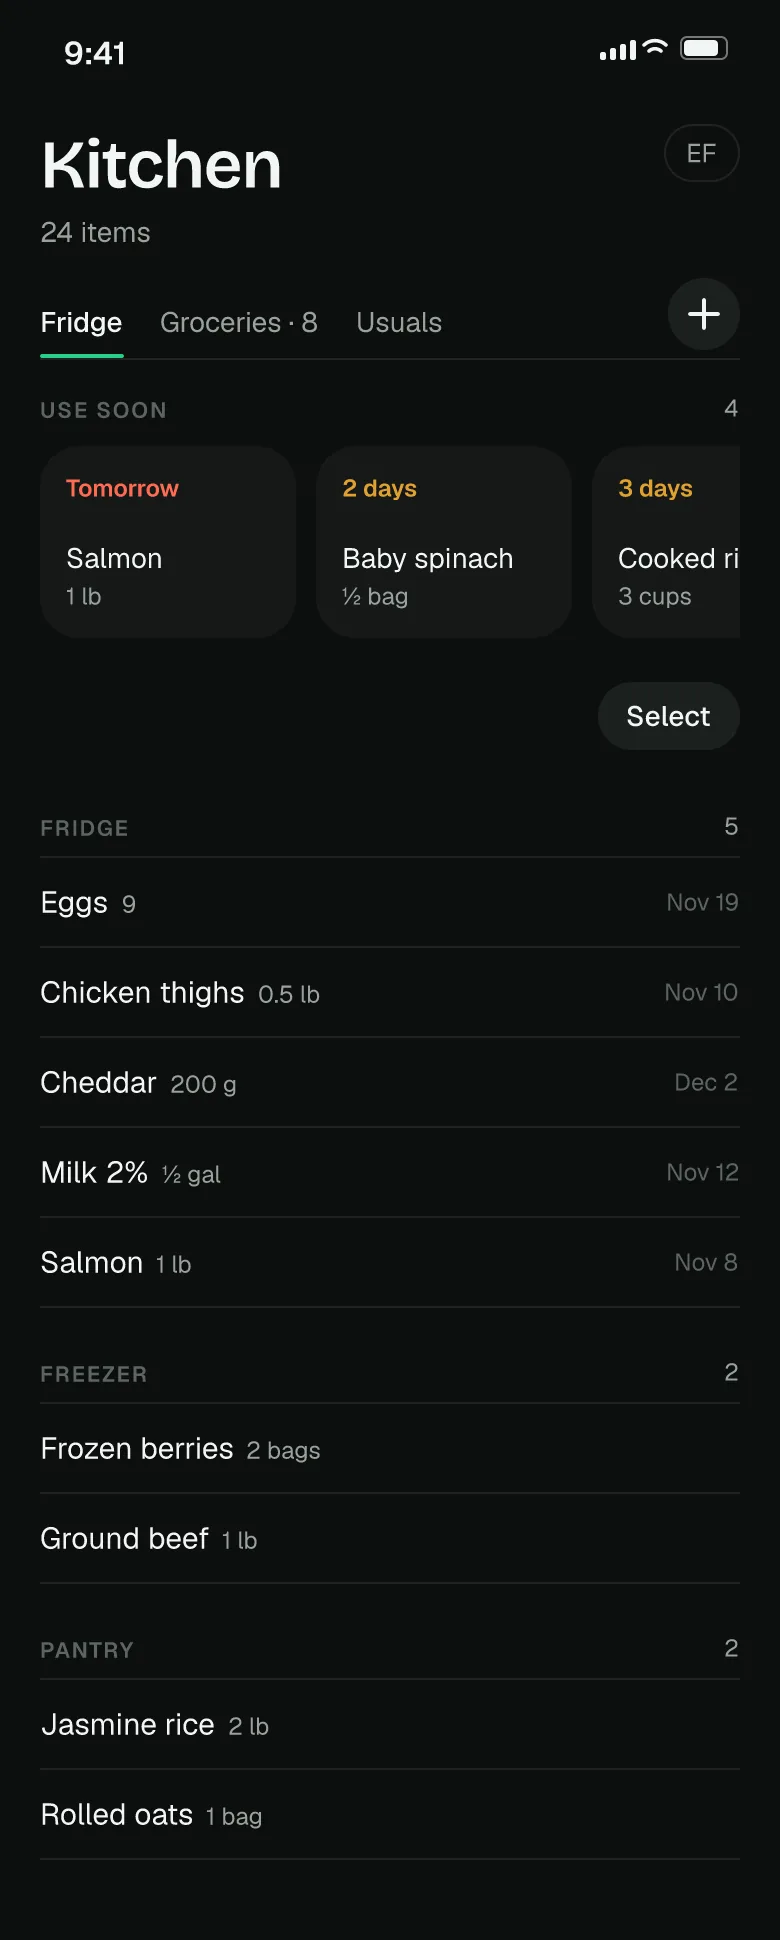 9:41
Kitchen
EF
24 items
Fridge Groceries · 8 Usuals
USE SOON 4
Tomorrow 2 days 3 days
Salmon Baby spinach Cooked ri
1 lb ½ bag 3 cups
Select
FRIDGE 5
Eggs 9 Nov 19
Chicken thighs 0.5 lb Nov 10
Cheddar 200 g Dec 2
Milk 2% ½ gal Nov 12
Salmon 1 lb Nov 8
FREEZER 2
Frozen berries 2 bags
Ground beef 1 lb
PANTRY 2
Jasmine rice 2 lb
Rolled oats 1 bag